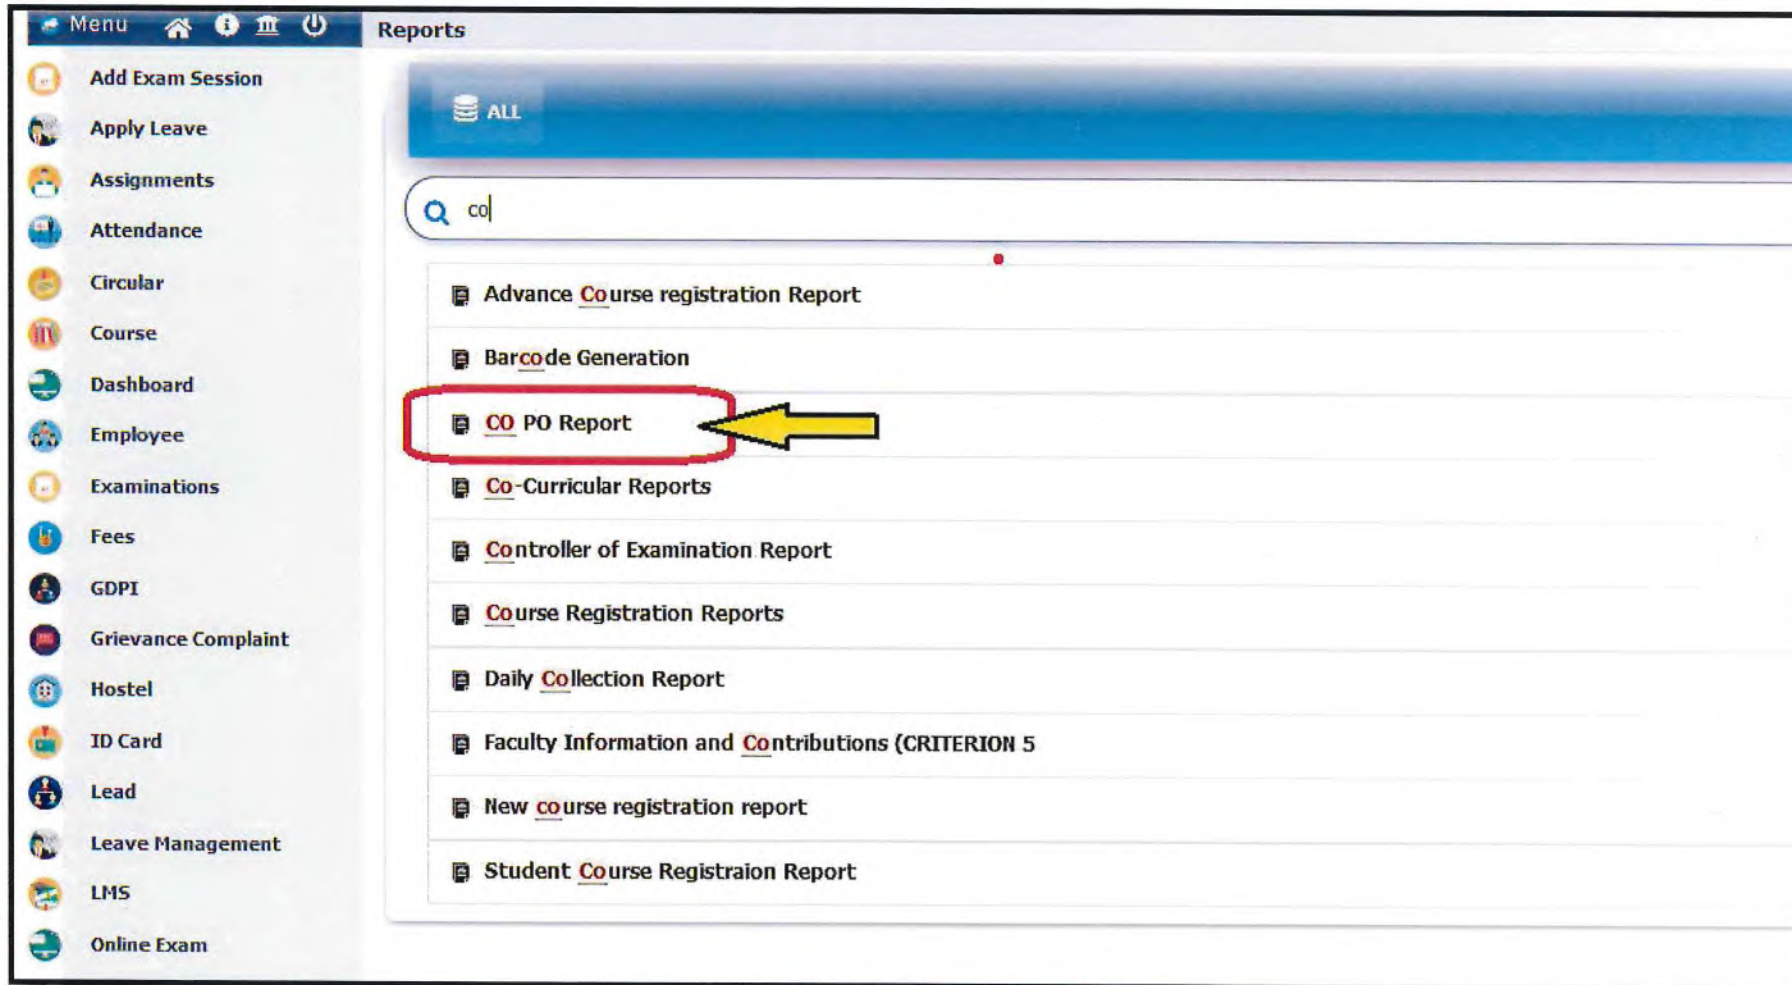 Menu
Reports
Add Exam Session
Apply Leave
Assignments
Attendance
Circular
Course
Dashboard
Employee
Examinations
Fees
GDPI
Grievance Complaint
Hostel
ID Card
Lead
Leave Management
LMS
Online Exam
ALL
co
Advance Course registration Report
Barcode Generation
CO PO Report
Co-Curricular Reports
Controller of Examination Report
Course Registration Reports
Daily Collection Report
Faculty Information and Contributions (CRITERION 5
New course registration report
Student Course Registraion Report